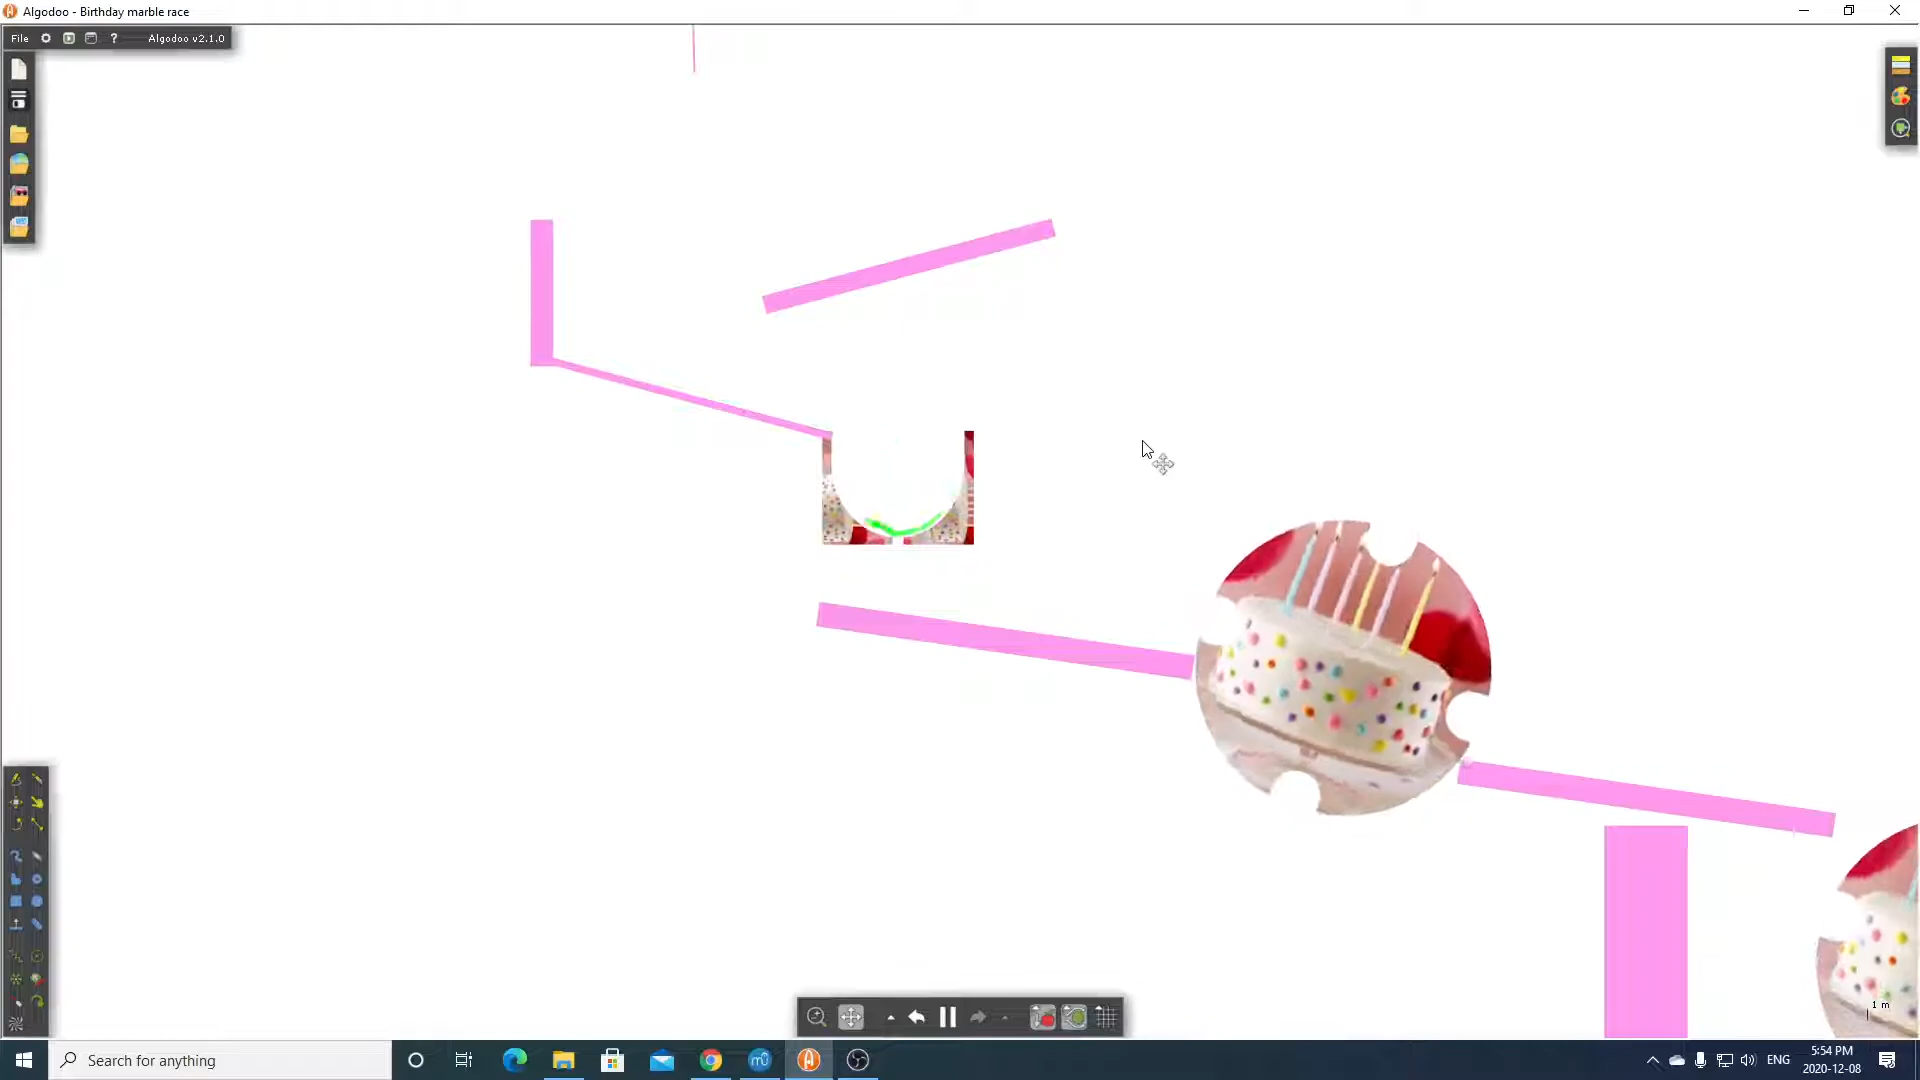 Algodoo - Birthday marble race
File ? Algodoo v2.1.0
1 m
Search for anything
ENG
5:54 PM
2020-12-08